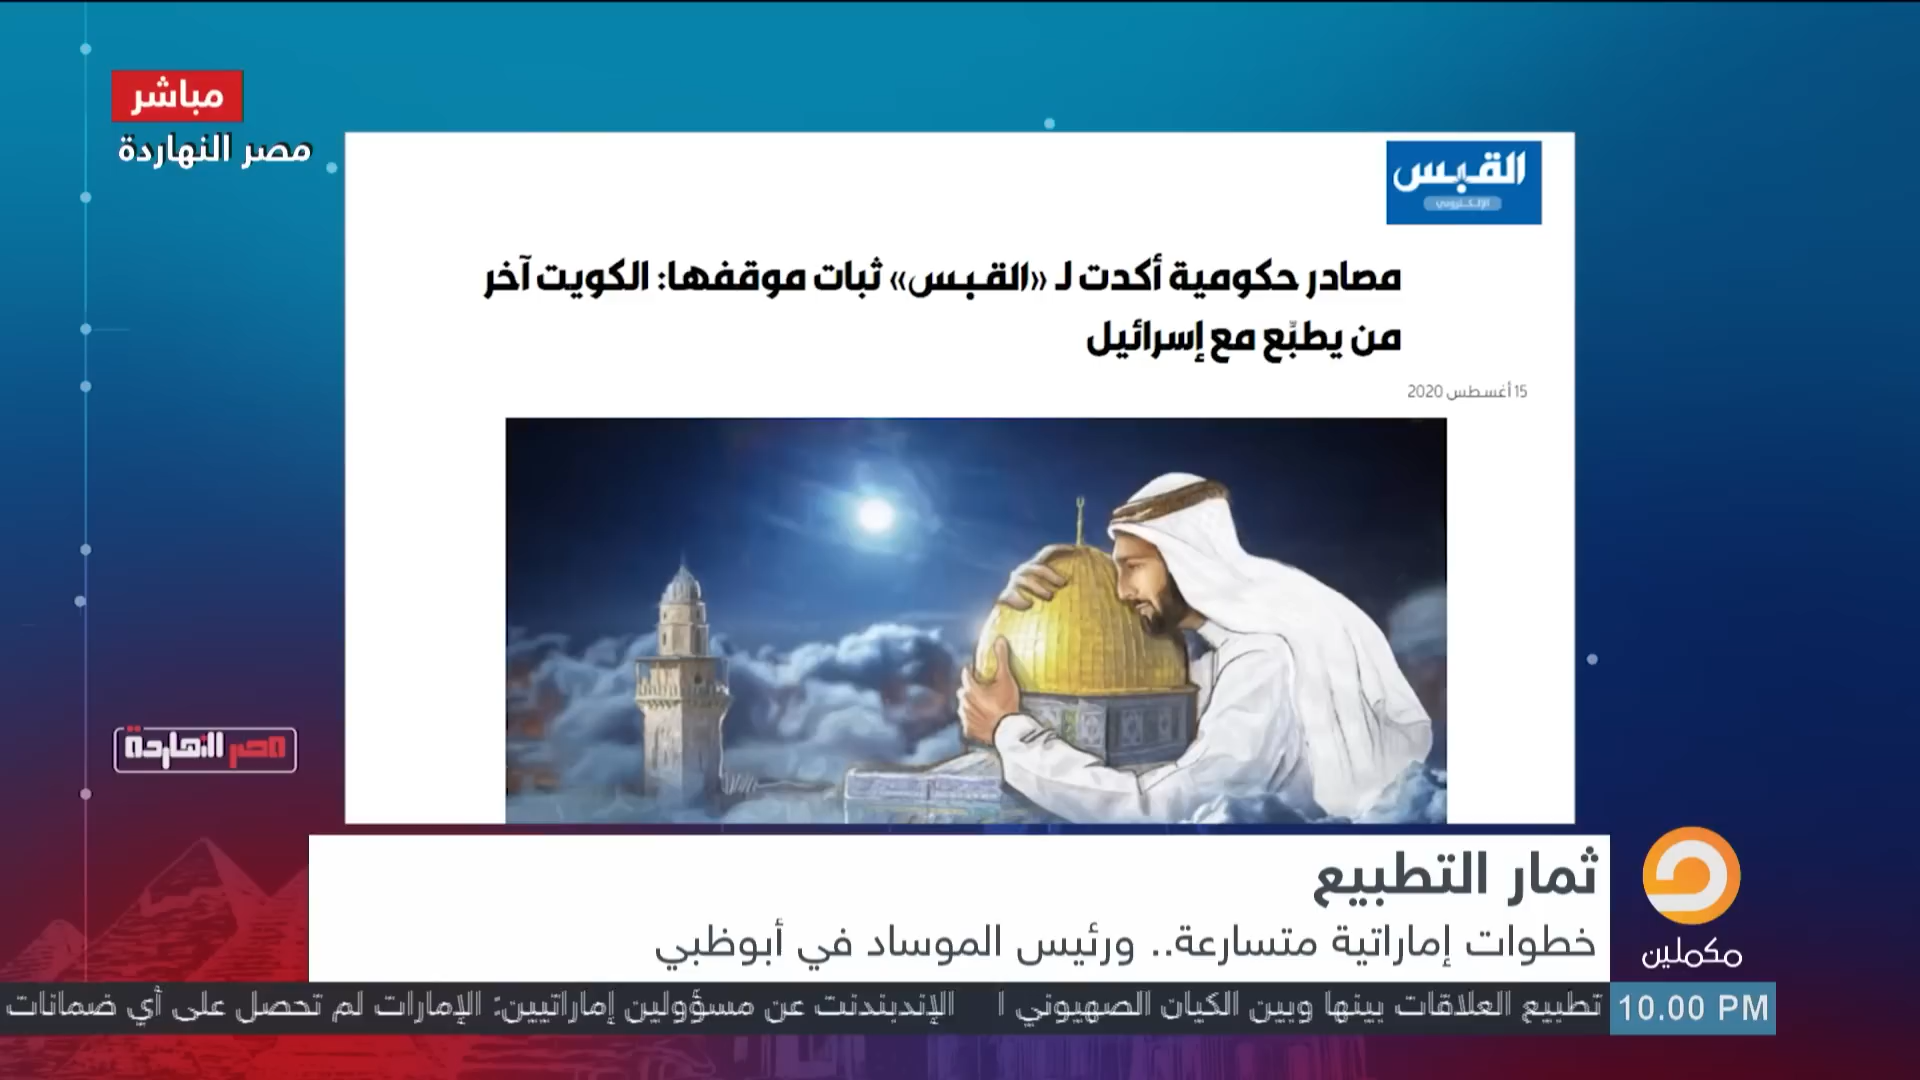 مباشر
مصر النهاردة
القبس
الإلكتروني
مصادر حكومية أكدت لـ «القبس» ثبات موقفها: الكويت آخر
من يطبّع مع إسرائيل
15 أغسطس 2020
مصر النهاردة
ثمار التطبيع
خطوات إماراتية متسارعة.. ورئيس الموساد في أبوظبي
مكملين
تطبيع العلاقات بينها وبين الكيان الصهيوني | الإندبندنت عن مسؤولين إماراتيين: الإمارات لم تحصل على أي ضمانات
10.00 PM